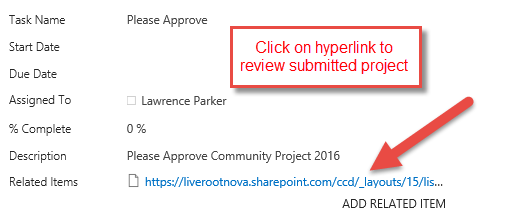 Task Name Please Approve
Start Date
Click on hyperlink to
review submitted project
Due Date
Assigned To Lawrence Parker
% Complete 0 %
Description Please Approve Community Project 2016
Related Items https://liverootnova.sharepoint.com/ccd/_layouts/15/lis...
ADD RELATED ITEM